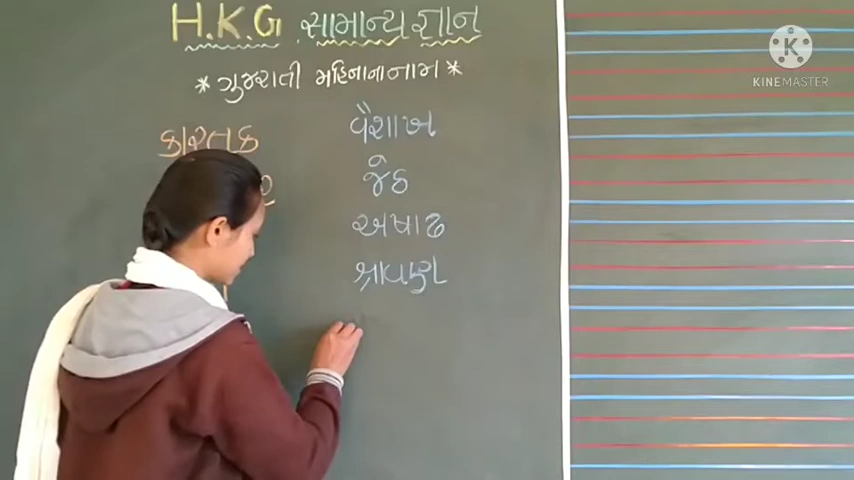 H.K.G સામાન્ય જ્ઞાન
* ગુજરાતી મહિનાના નામ *
કારતક
વૈશાખ
જેઠ
અષાઢ
શ્રાવણ
KINEMASTER